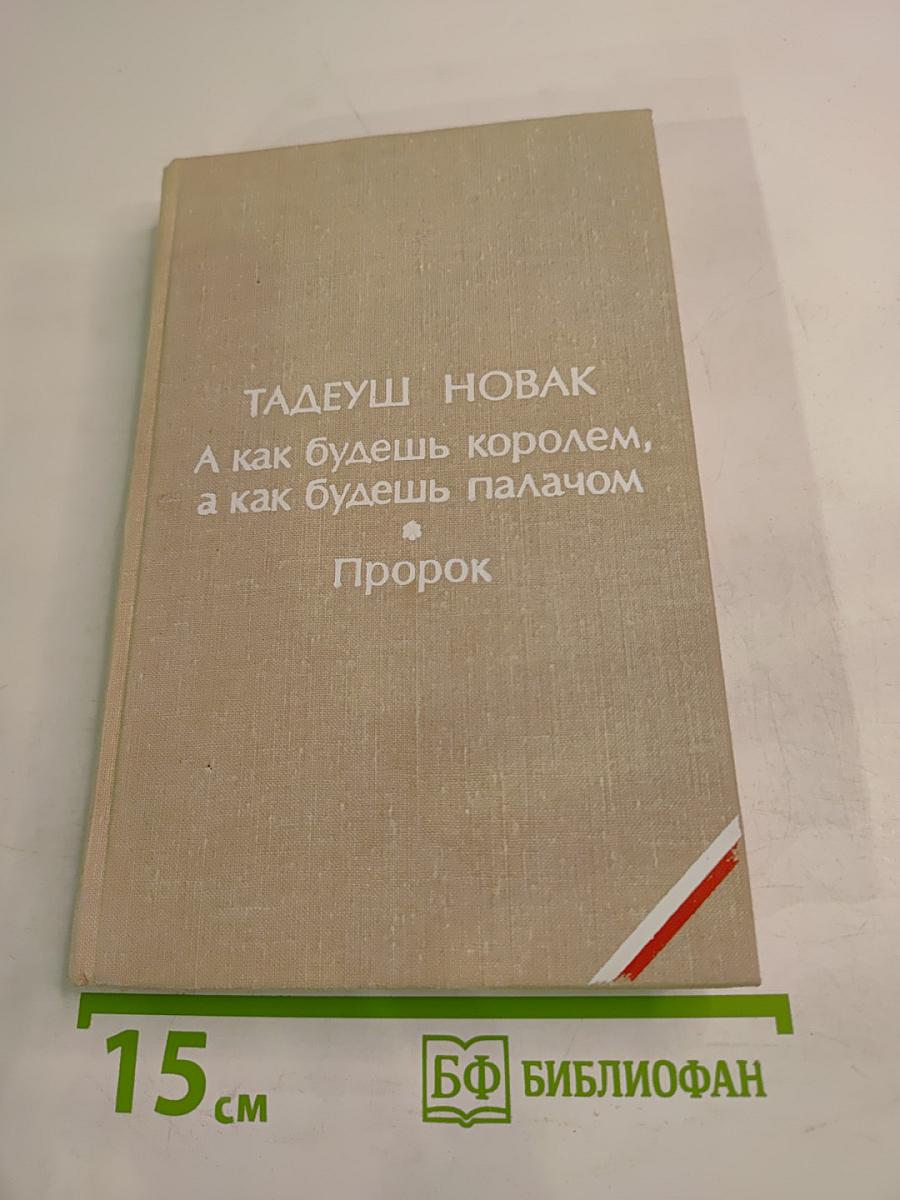 ТАДЕУШ НОВАК
А как будешь королем,
а как будешь палачом
*
Пророк
15 см
БФ БИБЛИОФАН